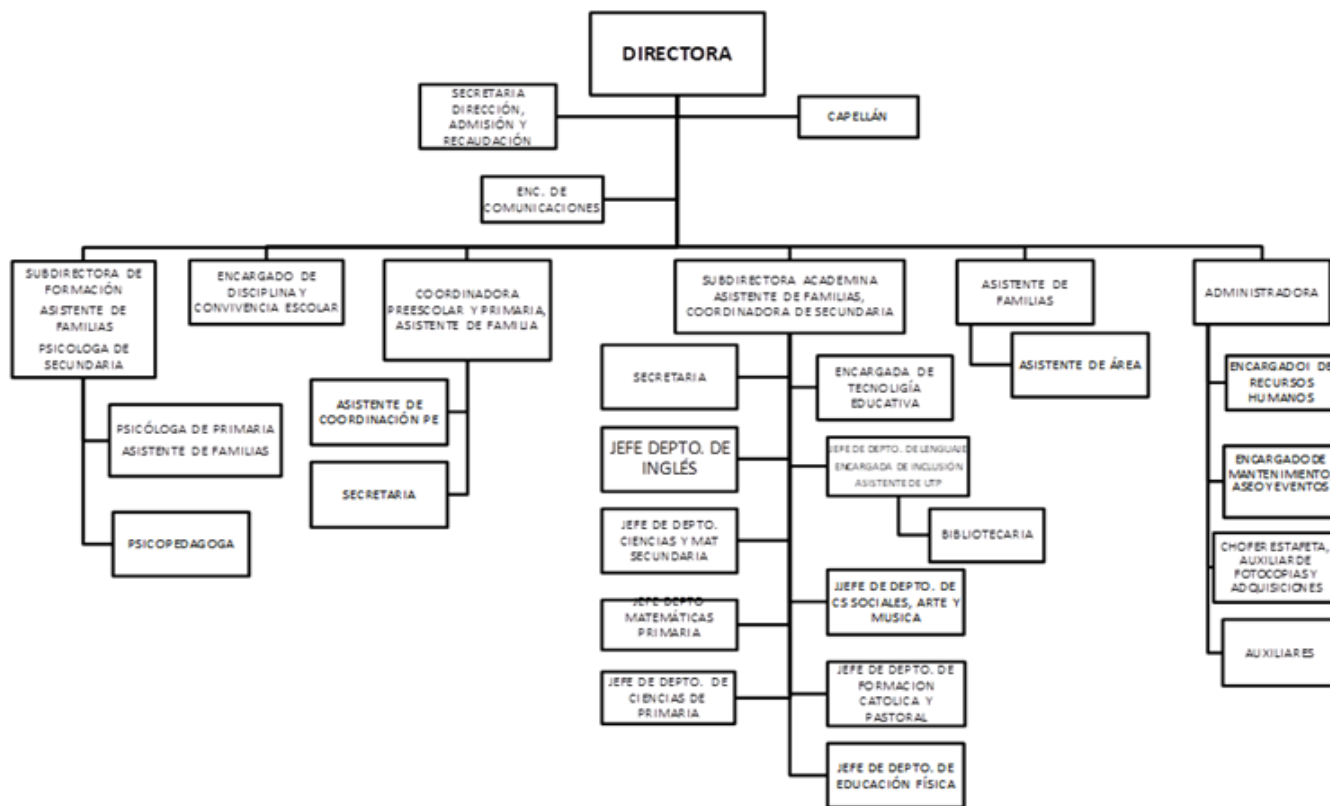 DIRECTORA
SECRETARIA
DIRECCIÓN,
ADMISIÓN Y
RECAUDACIÓN
CAPELLÁN
ENC. DE
COMUNICACIONES
SUBDIRECTORA DE
FORMACIÓN
ASISTENTE DE
FAMILIAS
PSICOLOGA DE
SECUNDARIA
ENCARGADO DE
DISCIPLINA Y
CONVIVENCIA ESCOLAR
COORDINADORA
PREESCOLAR Y PRIMARIA,
ASISTENTE DE FAMILIA
SUBDIRECTORA ACADEMINA
ASISTENTE DE FAMILIAS,
COORDINADORA DE SECUNDARIA
ASISTENTE DE
FAMILIAS
ADMINISTRADORA
PSICÓLOGA DE PRIMARIA
ASISTENTE DE FAMILIAS
PSICOPEDAGOGA
ASISTENTE DE
COORDINACIÓN PE
SECRETARIA
SECRETARIA
ENCARGADA DE
TECNOLIGÍA
EDUCATIVA
JEFE DEPTO. DE
INGLÉS
JEFE DE DEPTO. DE LENGUAJE
ENCARGADA DE INCLUSIÓN
ASISTENTE DE UTP
BIBLIOTECARIA
JEFE DE DEPTO.
CIENCIAS Y MAT
SECUNDARIA
JJEFE DE DEPTO. DE
CS SOCIALES, ARTE Y
MUSICA
JEFE DEPTO
MATEMÁTICAS
PRIMARIA
JEFE DE DEPTO. DE
CIENCIAS DE
PRIMARIA
JEFE DE DEPTO. DE
FORMACION
CATOLICA Y
PASTORAL
JEFE DE DEPTO. DE
EDUCACIÓN FÍSICA
ASISTENTE DE ÁREA
ENCARGADOI DE
RECURSOS
HUMANOS
ENCARGADO DE
MANTENIMIENTO
ASEO Y EVENTOS
CHOFER ESTAFETA,
AUXILIAR DE
FOTOCOPIAS Y
ADQUISICIONES
AUXILIARES